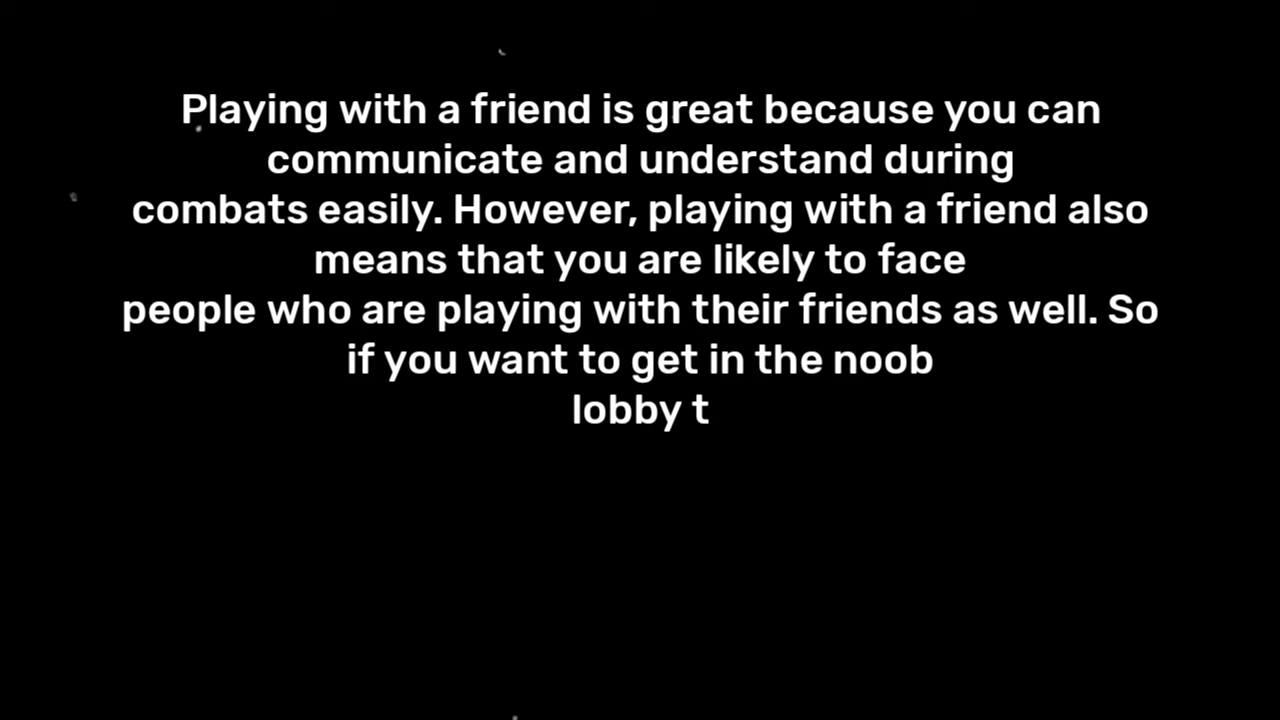 Playing with a friend is great because you can
communicate and understand during
combats easily. However, playing with a friend also
means that you are likely to face
people who are playing with their friends as well. So
if you want to get in the noob
lobby t